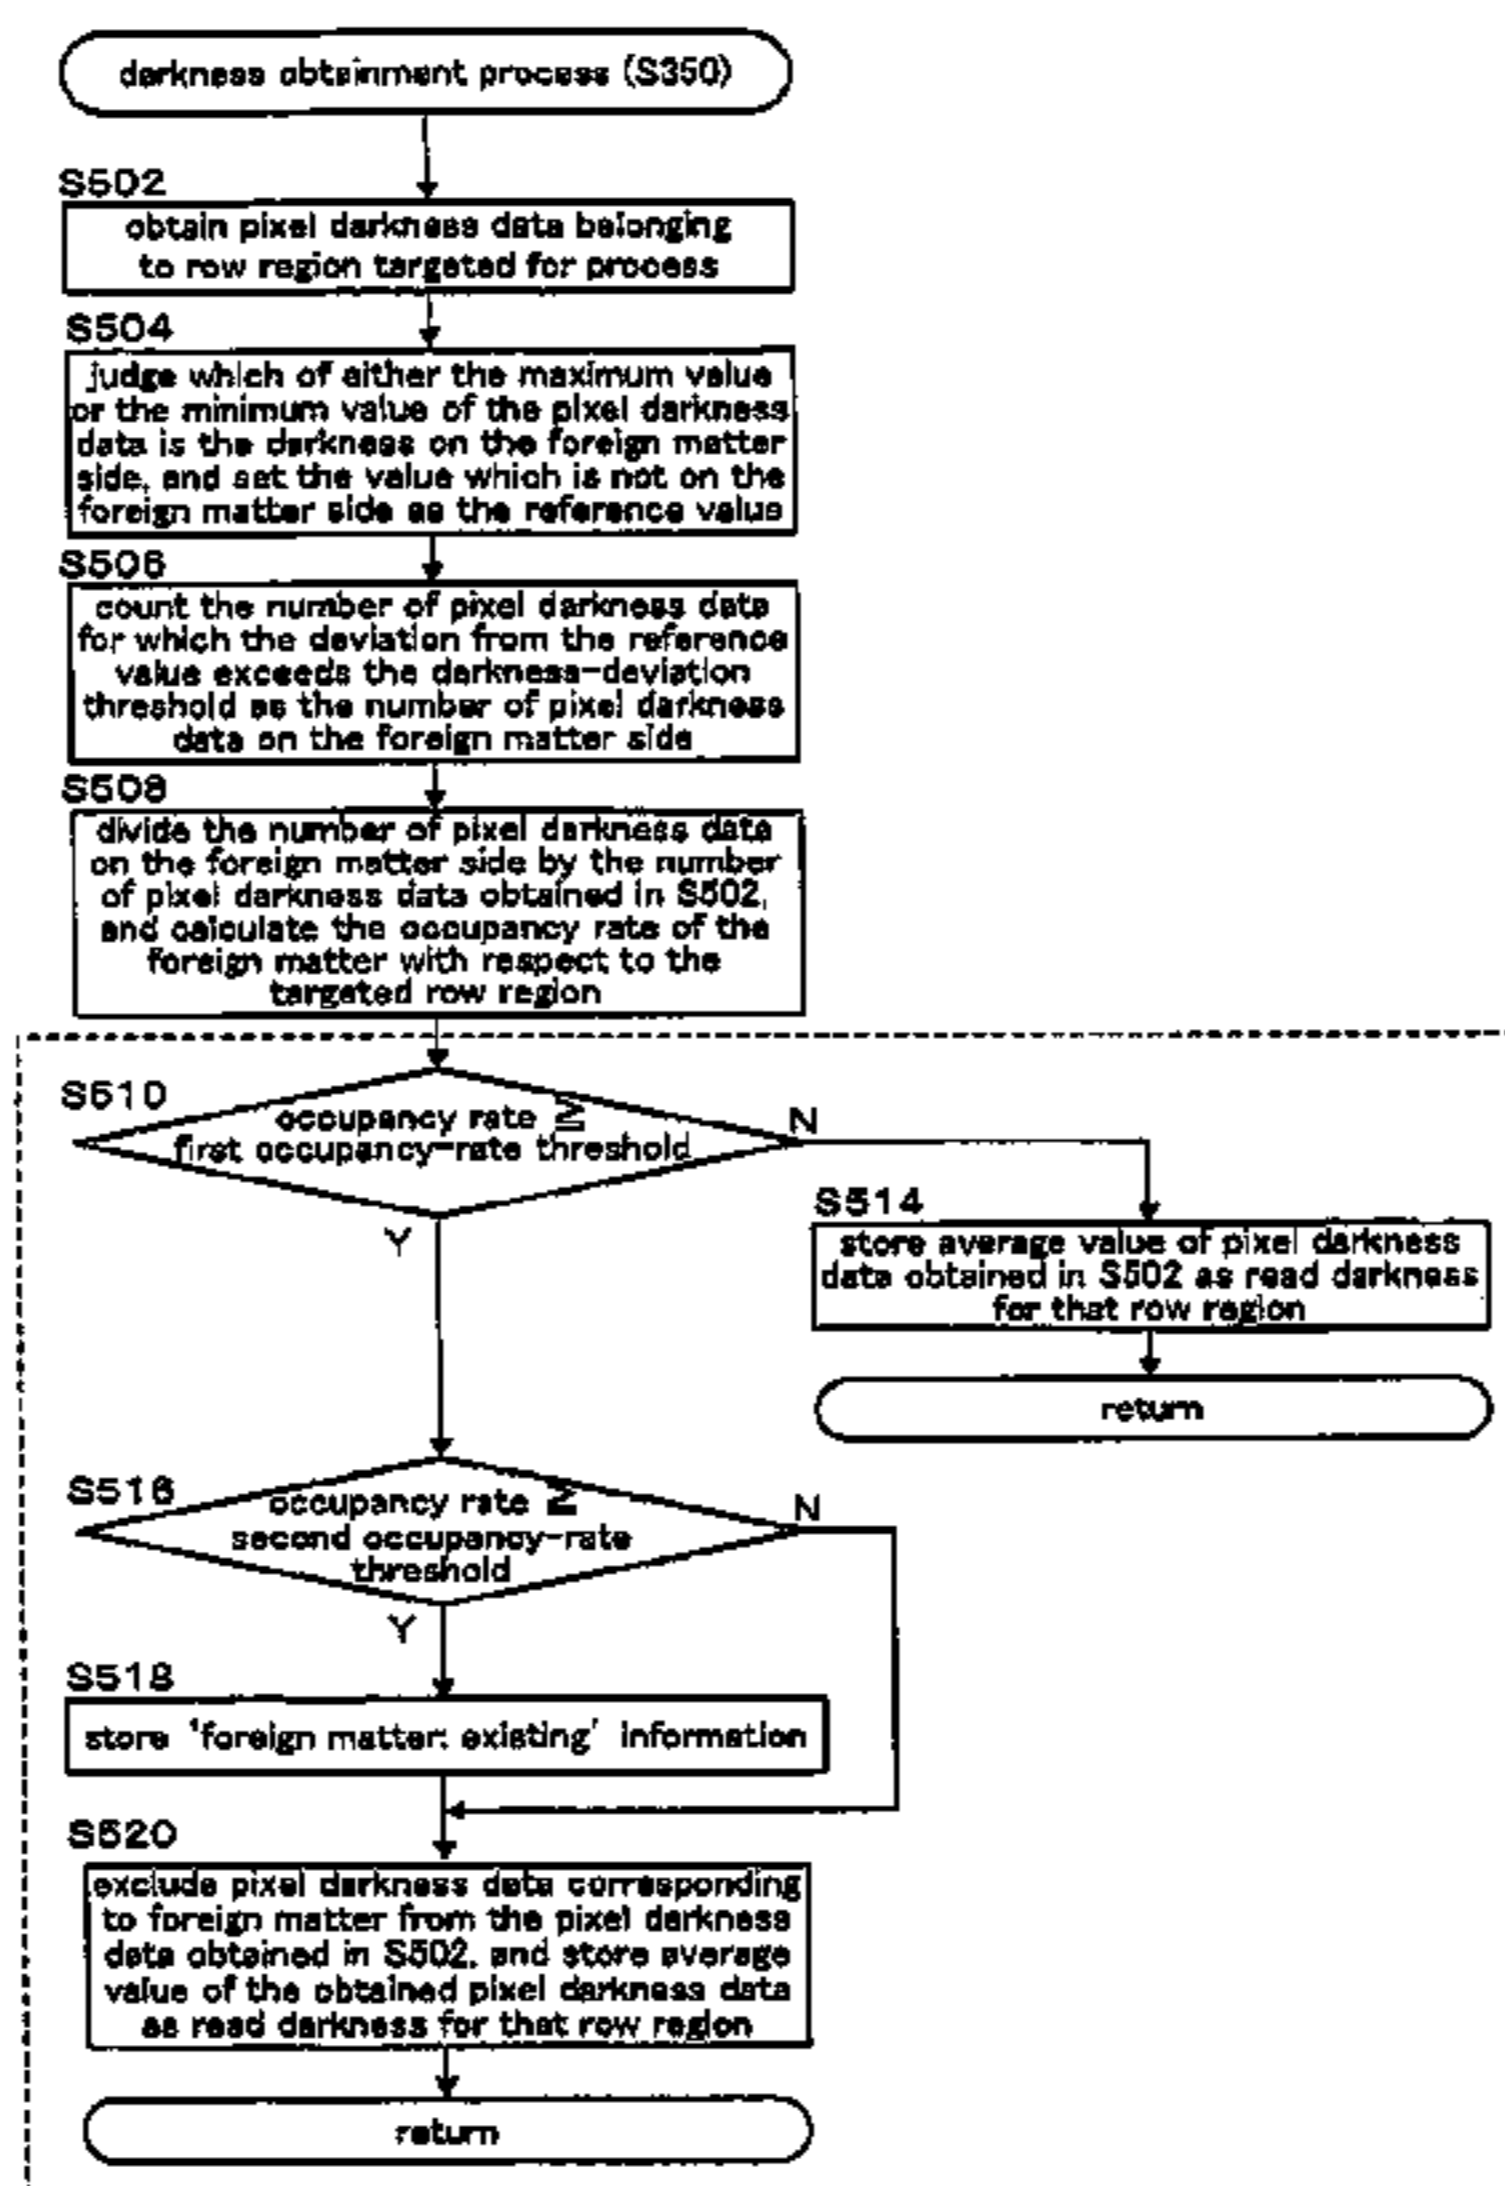 darkness obtainment process (S350)
S502
obtain pixel darkness data belonging
to row region targeted for process
S504
judge which of either the maximum value
or the minimum value of the pixel darkness
data is the darkness on the foreign matter
side, and set the value which is not on the
foreign matter side as the reference value
S506
count the number of pixel darkness data
for which the deviation from the reference
value exceeds the darkness-deviation
threshold as the number of pixel darkness
data on the foreign matter side
S508
divide the number of pixel darkness data
on the foreign matter side by the number
of pixel darkness data obtained in S502,
and calculate the occupancy rate of the
foreign matter with respect to the
targeted row region
S510
occupancy rate ≧
first occupancy-rate threshold
N
Y
S514
store average value of pixel darkness
data obtained in S502 as read darkness
for that row region
return
S516
occupancy rate ≧
second occupancy-rate
threshold
N
Y
S518
store 'foreign matter: existing' information
S520
exclude pixel darkness data corresponding
to foreign matter from the pixel darkness
data obtained in S502, and store average
value of the obtained pixel darkness data
as read darkness for that row region
return